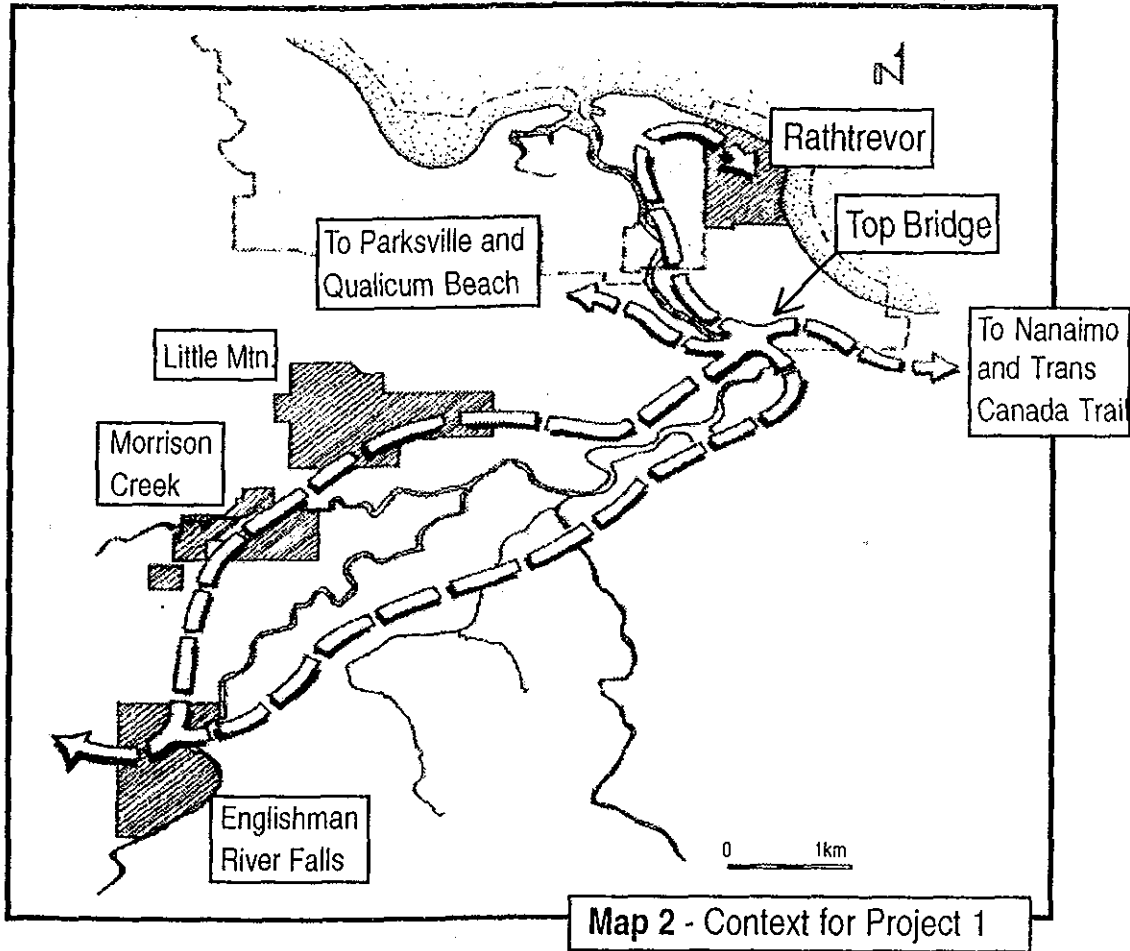 N
Rathtrevor
Top Bridge
To Parksville and
Qualicum Beach
To Nanaimo
and Trans
Canada Trail
Little Mtn
Morrison
Creek
Englishman
River Falls
0 1km
Map 2 - Context for Project 1